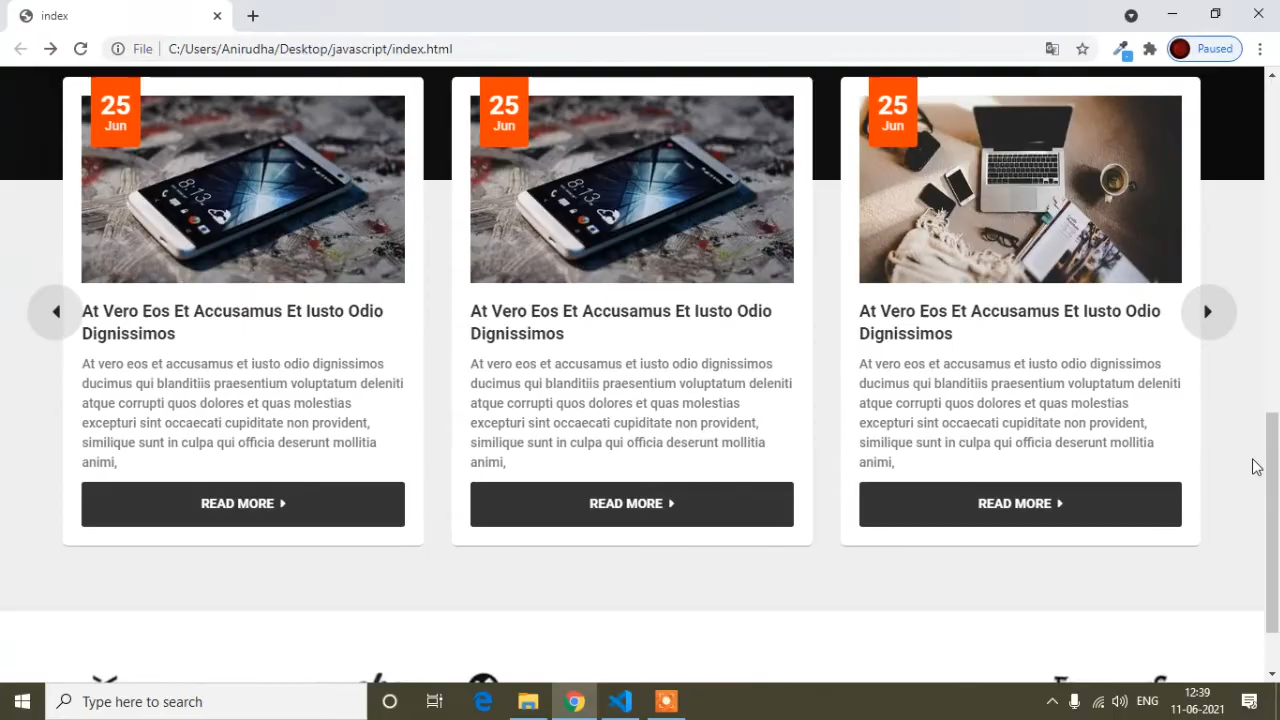 index
File
C:/Users/Anirudha/Desktop/javascript/index.html
Paused
25
Jun
25
Jun
25
Jun
8:13
8:13
At Vero Eos Et Accusamus Et Iusto Odio
Dignissimos
At vero eos et accusamus et iusto odio dignissimos
ducimus qui blanditiis praesentium voluptatum deleniti
atque corrupti quos dolores et quas molestias
excepturi sint occaecati cupiditate non provident,
similique sunt in culpa qui officia deserunt mollitia
animi,
READ MORE
At Vero Eos Et Accusamus Et Iusto Odio
Dignissimos
At vero eos et accusamus et iusto odio dignissimos
ducimus qui blanditiis praesentium voluptatum deleniti
atque corrupti quos dolores et quas molestias
excepturi sint occaecati cupiditate non provident,
similique sunt in culpa qui officia deserunt mollitia
animi,
READ MORE
At Vero Eos Et Accusamus Et Iusto Odio
Dignissimos
At vero eos et accusamus et iusto odio dignissimos
ducimus qui blanditiis praesentium voluptatum deleniti
atque corrupti quos dolores et quas molestias
excepturi sint occaecati cupiditate non provident,
similique sunt in culpa qui officia deserunt mollitia
animi,
READ MORE
Type here to search
ENG
12:39
11-06-2021